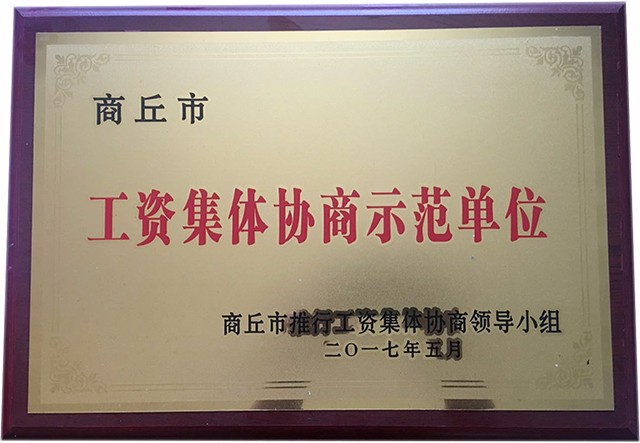 商丘市
工资集体协商示范单位
商丘市推行工资集体协商领导小组
二〇一七年五月